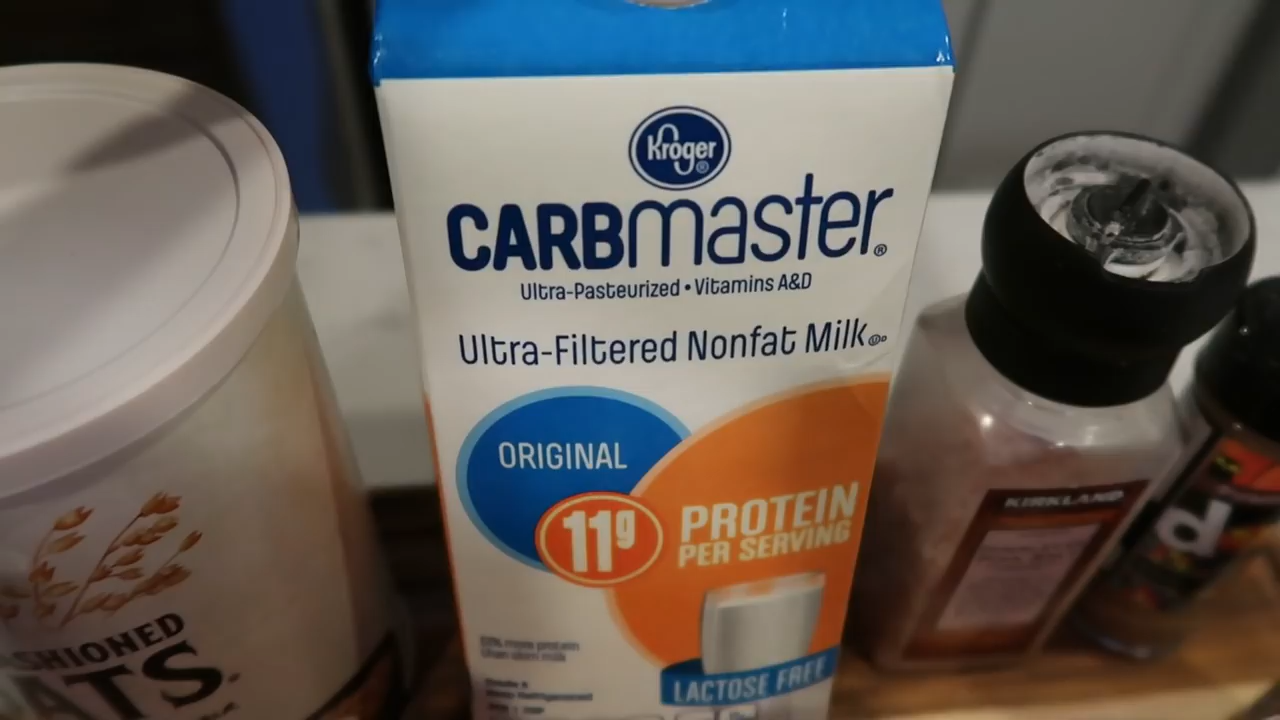 Kroger®
CARBmaster®
Ultra-Pasteurized • Vitamins A&D
Ultra-Filtered Nonfat Milk
ORIGINAL
11g
PROTEIN
PER SERVING
LACTOSE FREE
SHIONED
ATS.
KIRKLAND
d